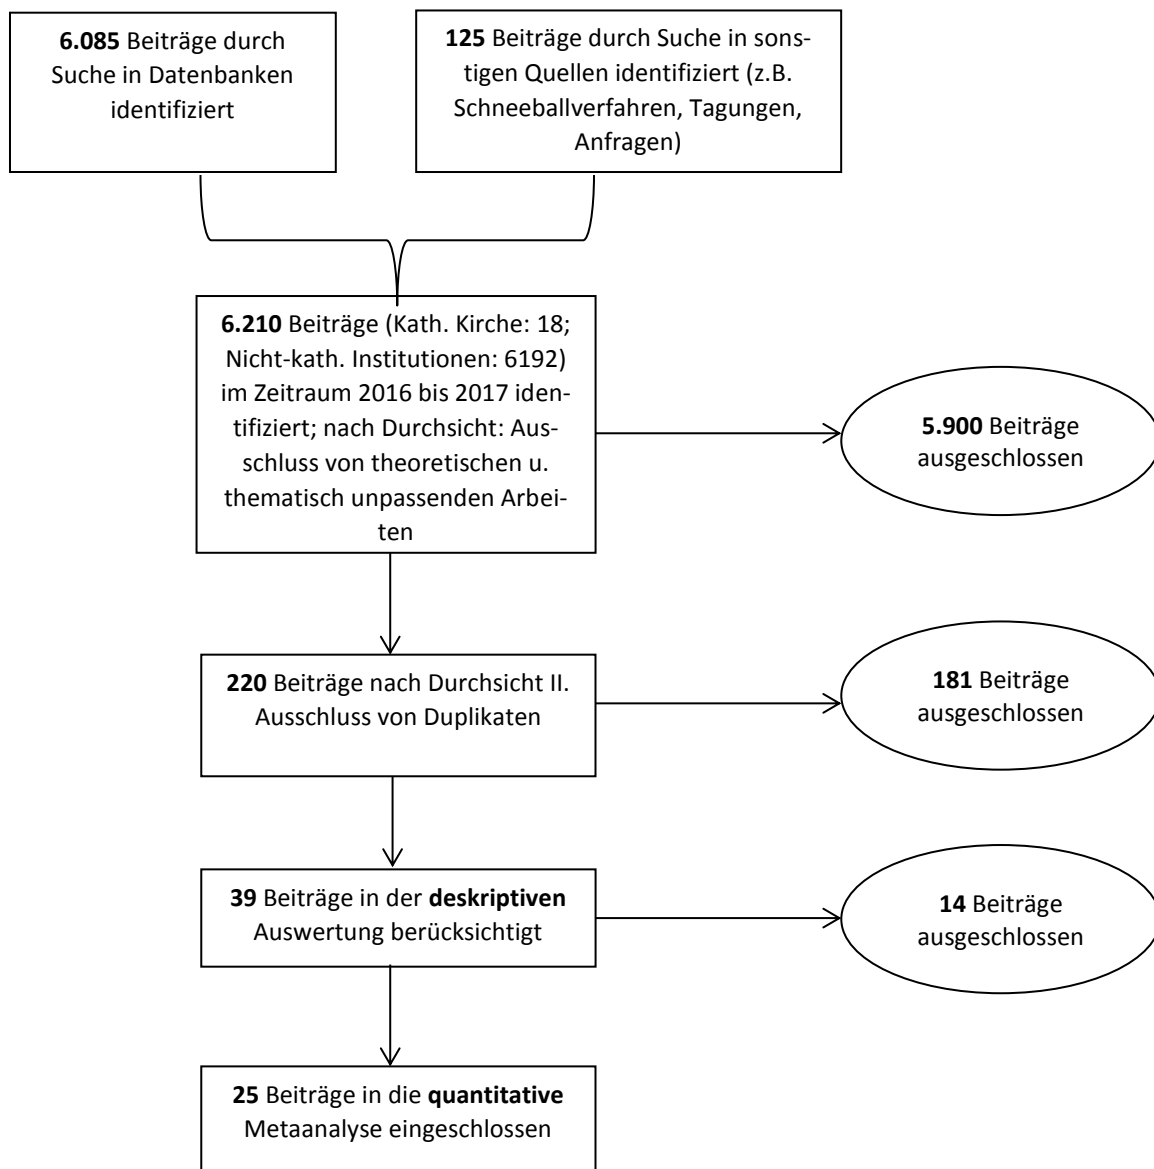 6.085 Beiträge durch
Suche in Datenbanken
identifiziert
125 Beiträge durch Suche in sons-
tigen Quellen identifiziert (z.B.
Schneeballverfahren, Tagungen,
Anfragen)
6.210 Beiträge (Kath. Kirche: 18;
Nicht-kath. Institutionen: 6192)
im Zeitraum 2016 bis 2017 iden-
tifiziert; nach Durchsicht: Aus-
schluss von theoretischen u.
thematisch unpassenden Arbei-
ten
5.900 Beiträge
ausgeschlossen
220 Beiträge nach Durchsicht II.
Ausschluss von Duplikaten
181 Beiträge
ausgeschlossen
39 Beiträge in der deskriptiven
Auswertung berücksichtigt
14 Beiträge
ausgeschlossen
25 Beiträge in die quantitative
Metaanalyse eingeschlossen